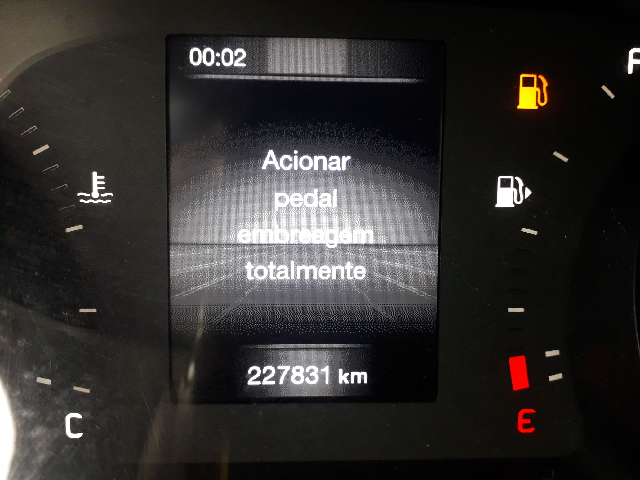 00:02
F
Acionar
pedal
embreagem
totalmente
227831 km
C
E